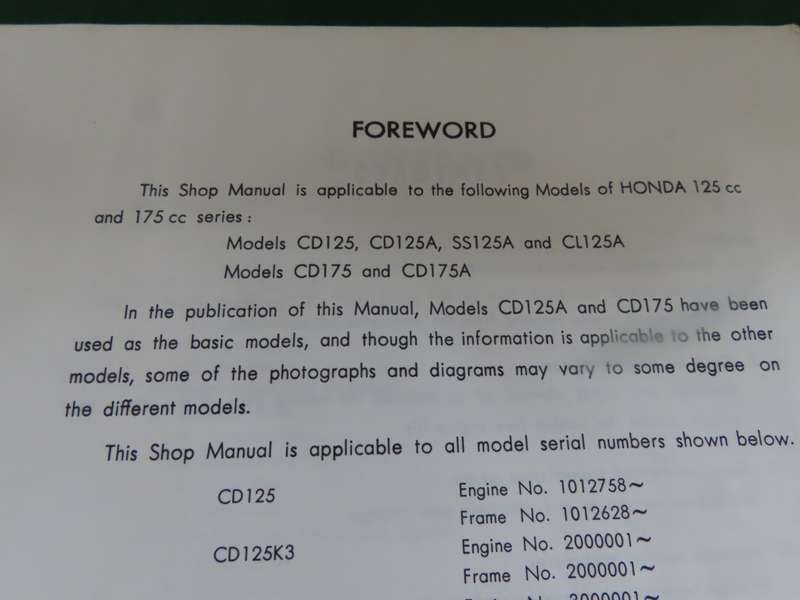 FOREWORD
This Shop Manual is applicable to the following Models of HONDA 125 cc
and 175 cc series :
Models CD125, CD125A, SS125A and CL125A
Models CD175 and CD175A
In the publication of this Manual, Models CD125A and CD175 have been
used as the basic models, and though the information is applicable to the other
models, some of the photographs and diagrams may vary to some degree on
the different models.
This Shop Manual is applicable to all model serial numbers shown below.
CD125 Engine No. 1012758~
Frame No. 1012628~
CD125K3 Engine No. 2000001~
Frame No. 2000001~